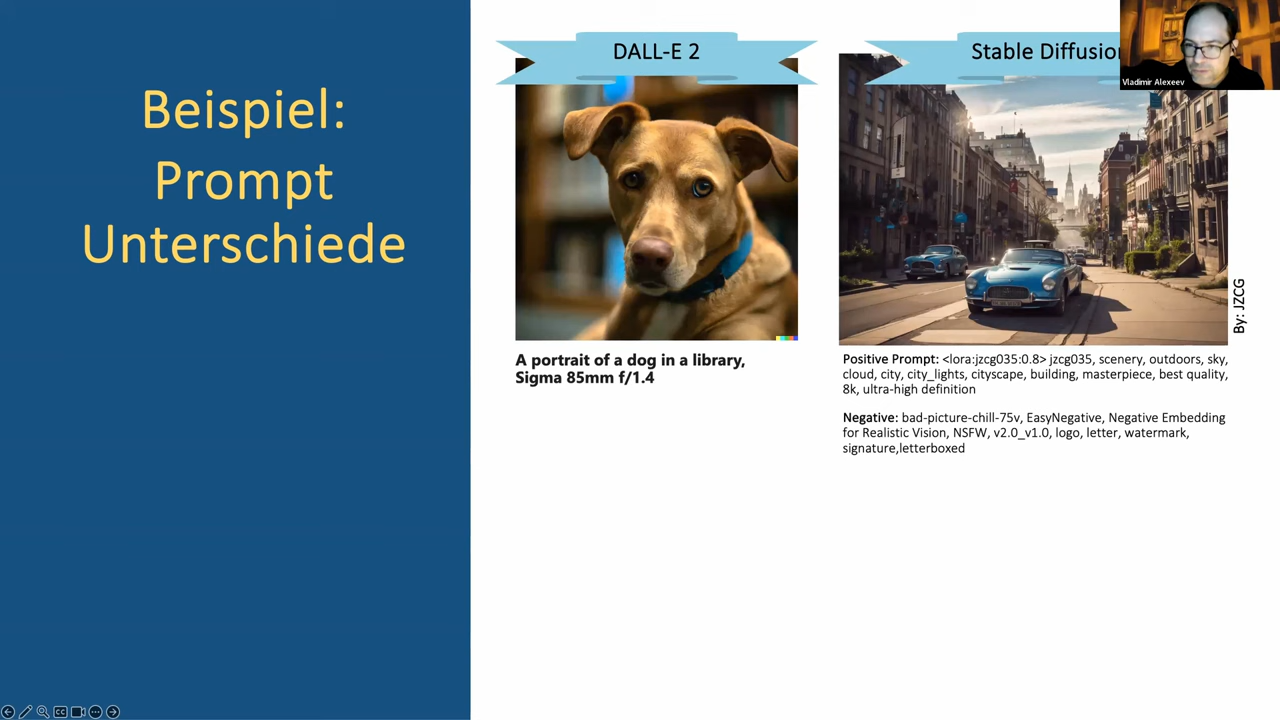 Beispiel:
Prompt
Unterschiede
DALL-E 2
A portrait of a dog in a library,
Sigma 85mm f/1.4
Stable Diffusion
Vladimir Alexeev
By: JZCG
Positive Prompt: <lora:jzcg035:0.8> jzcg035, scenery, outdoors, sky,
cloud, city, city_lights, cityscape, building, masterpiece, best quality,
8k, ultra-high definition
Negative: bad-picture-chill-75v, EasyNegative, Negative Embedding
for Realistic Vision, NSFW, v2.0_v1.0, logo, letter, watermark,
signature,letterboxed
CC